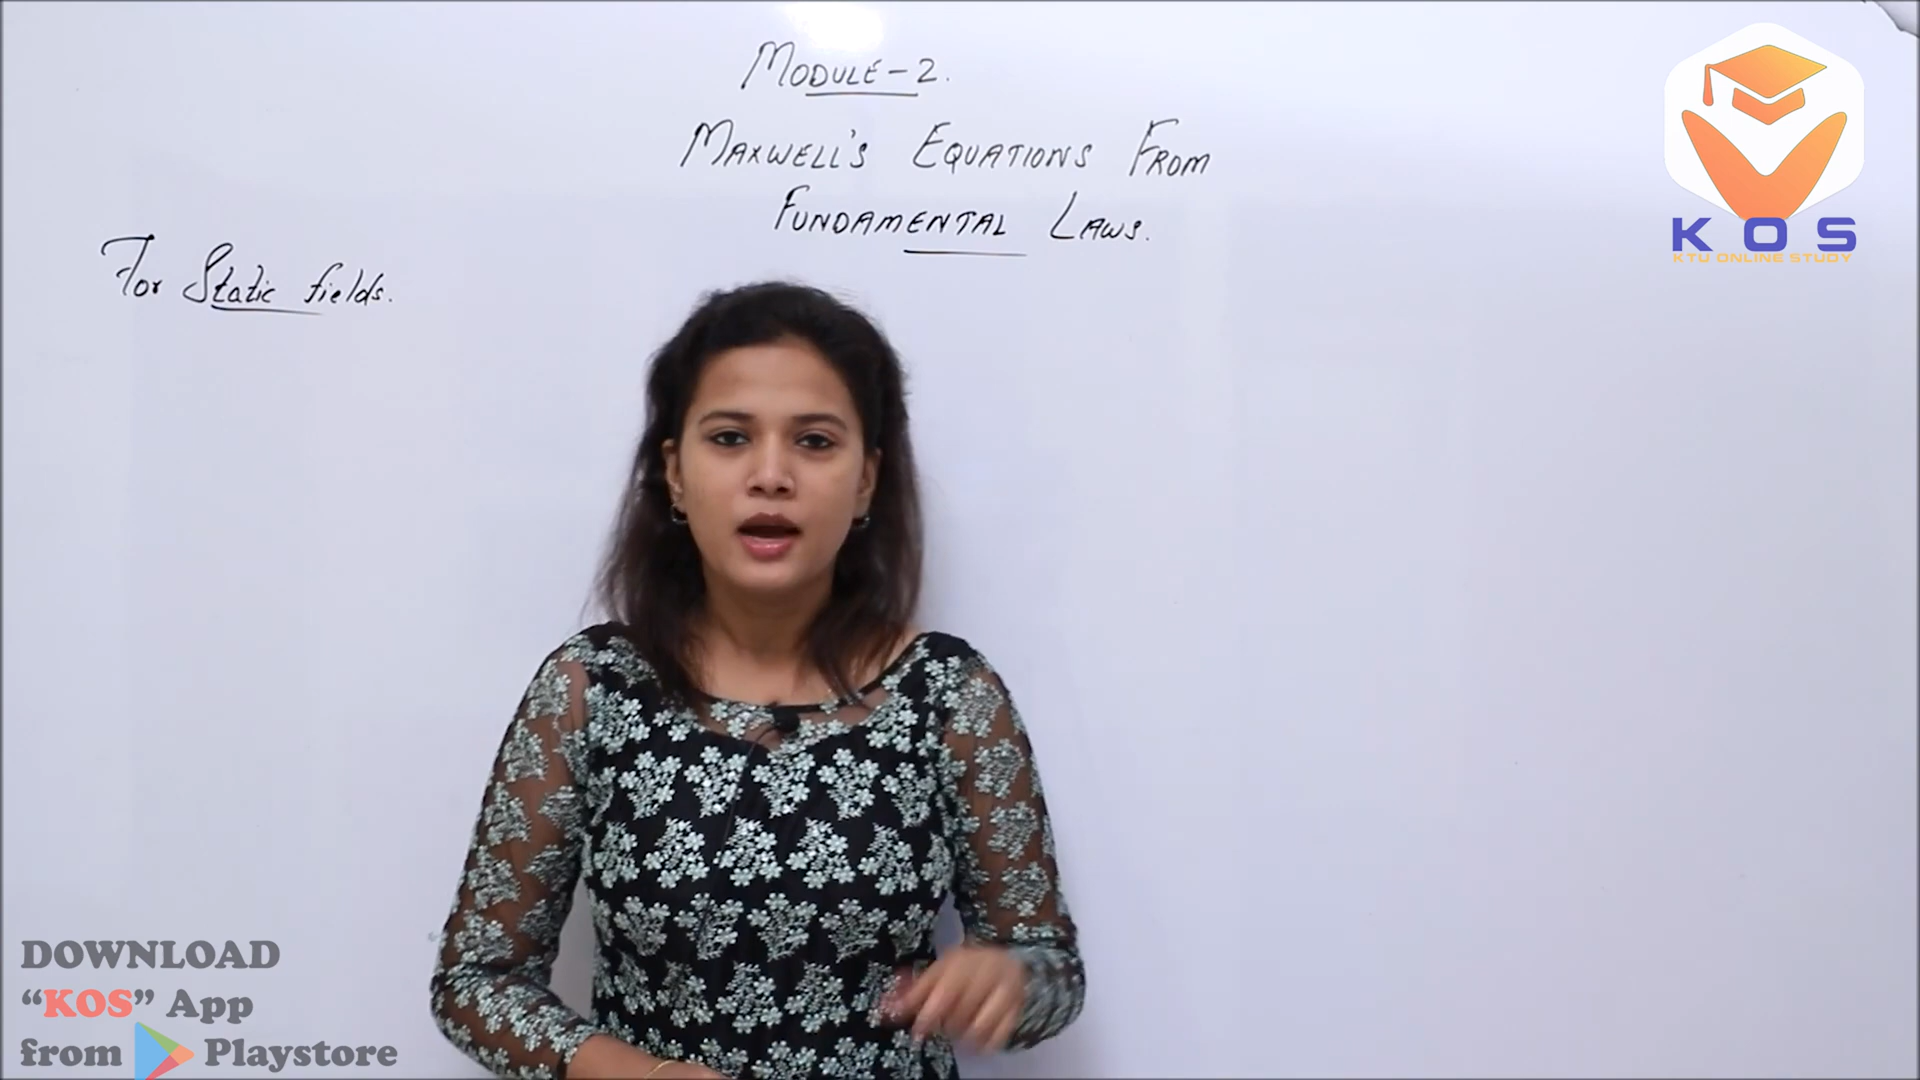 MODULE-2.
MAXWELL'S EQUATIONS FROM
FUNDAMENTAL LAWS.
For Static fields.
KOS
KTU ONLINE STUDY
DOWNLOAD
“KOS” App
from Playstore